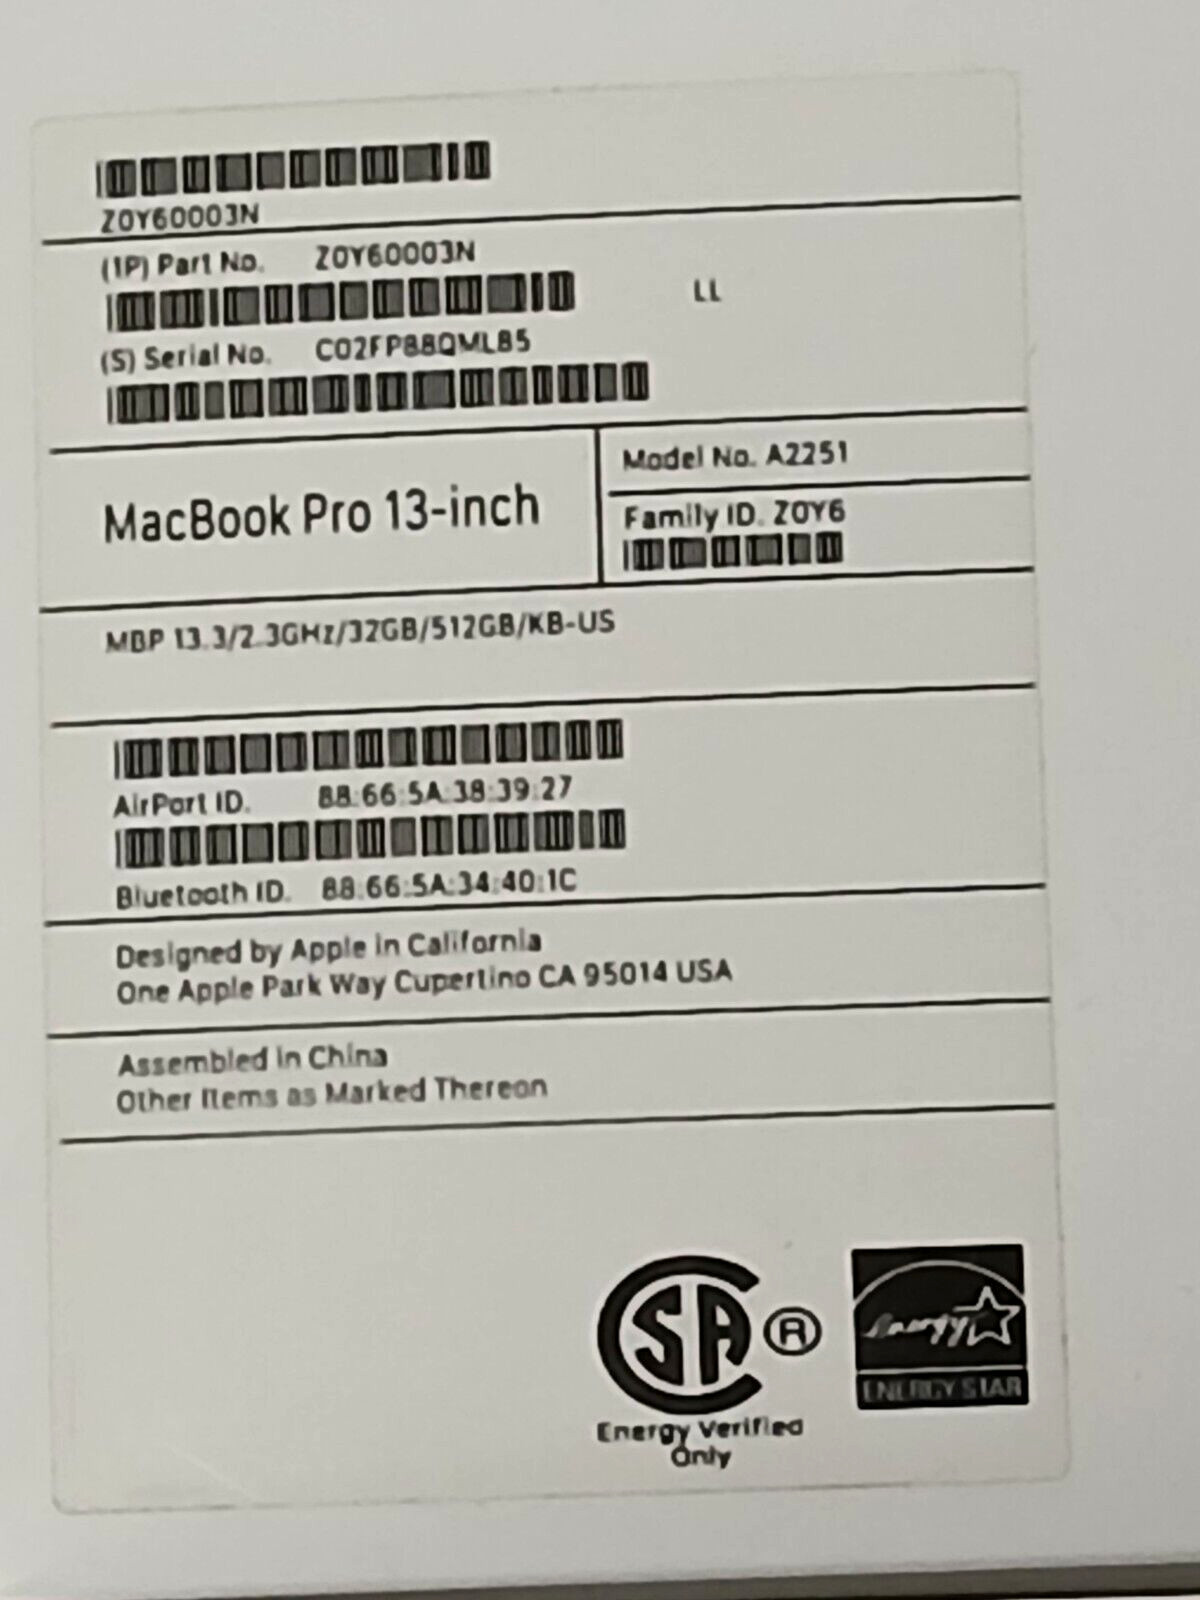 Z0Y60003N
(1P) Part No. Z0Y60003N
LL
(S) Serial No. C02FP88QML85
MacBook Pro 13-inch
Model No. A2251
Family ID. Z0Y6
MBP 13.3/2.3GHz/32GB/512GB/KB-US
AirPort ID. 88:66:5A:38:39:27
Bluetooth ID. 88:66:5A:34:40:1C
Designed by Apple in California
One Apple Park Way Cupertino CA 95014 USA
Assembled in China
Other Items as Marked Thereon
SA ®
Energy Verified
Only
energy
ENERGY STAR